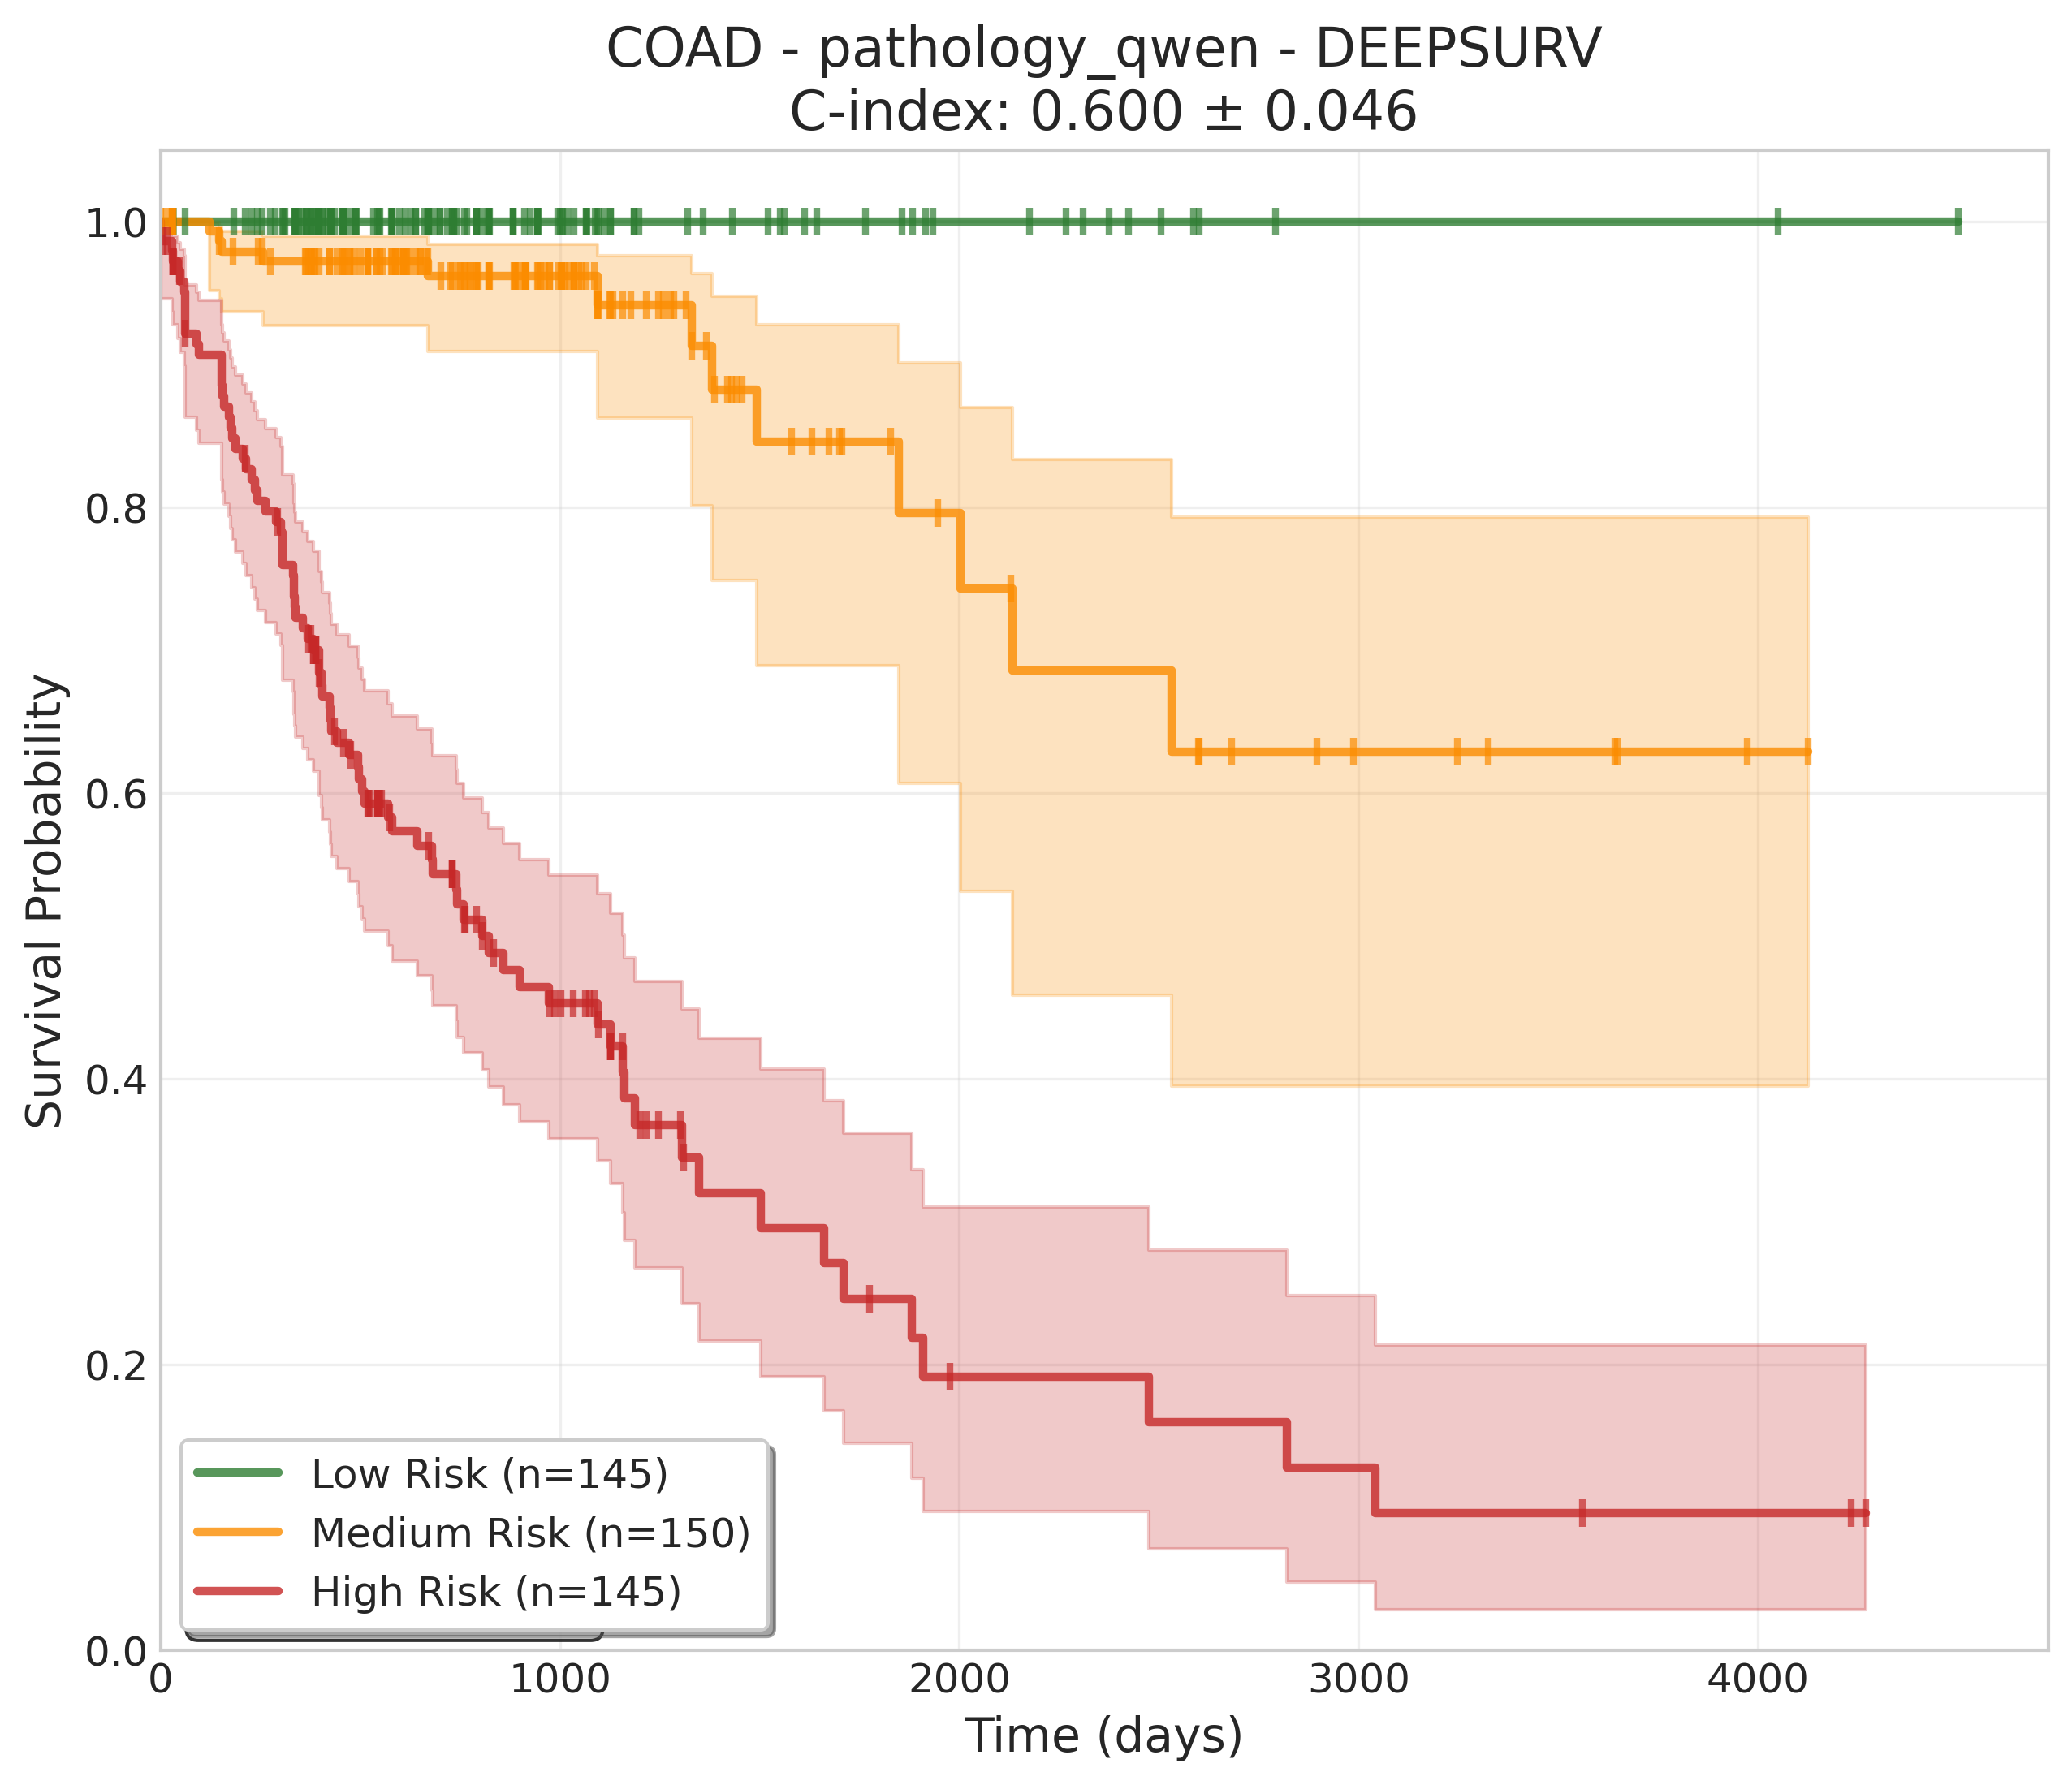 COAD - pathology_qwen - DEEPSURV
C-index: 0.600 ± 0.046
Survival Probability
1.0
0.8
0.6
0.4
0.2
0.0
Low Risk (n=145)
Medium Risk (n=150)
High Risk (n=145)
0 1000 2000 3000 4000
Time (days)